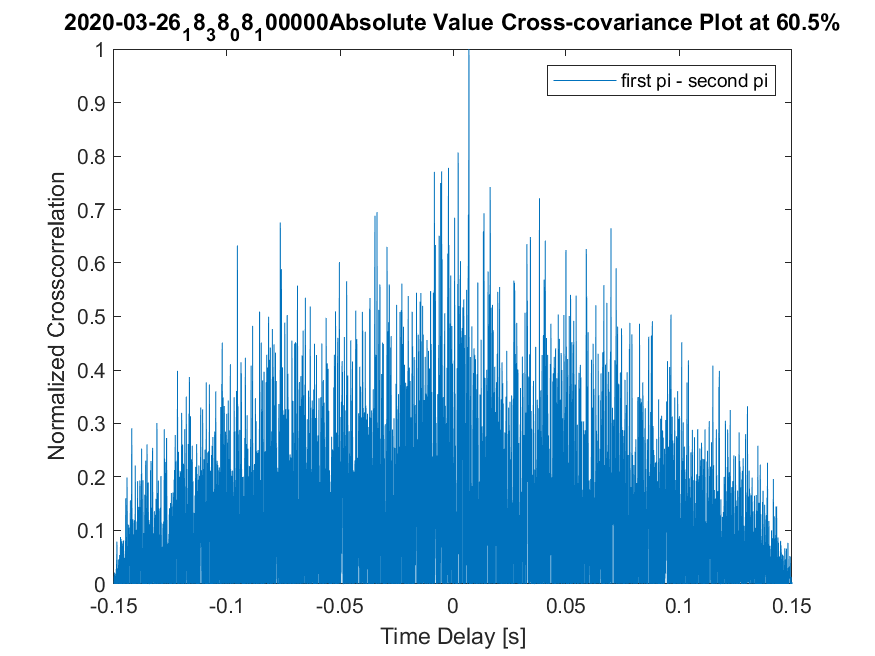 2020-03-26₁8₃8₀8₁00000Absolute Value Cross-covariance Plot at 60.5%
first pi - second pi
1
0.9
0.8
0.7
0.6
0.5
0.4
0.3
0.2
0.1
0
Normalized Crosscorrelation
-0.15 -0.1 -0.05 0 0.05 0.1 0.15
Time Delay [s]